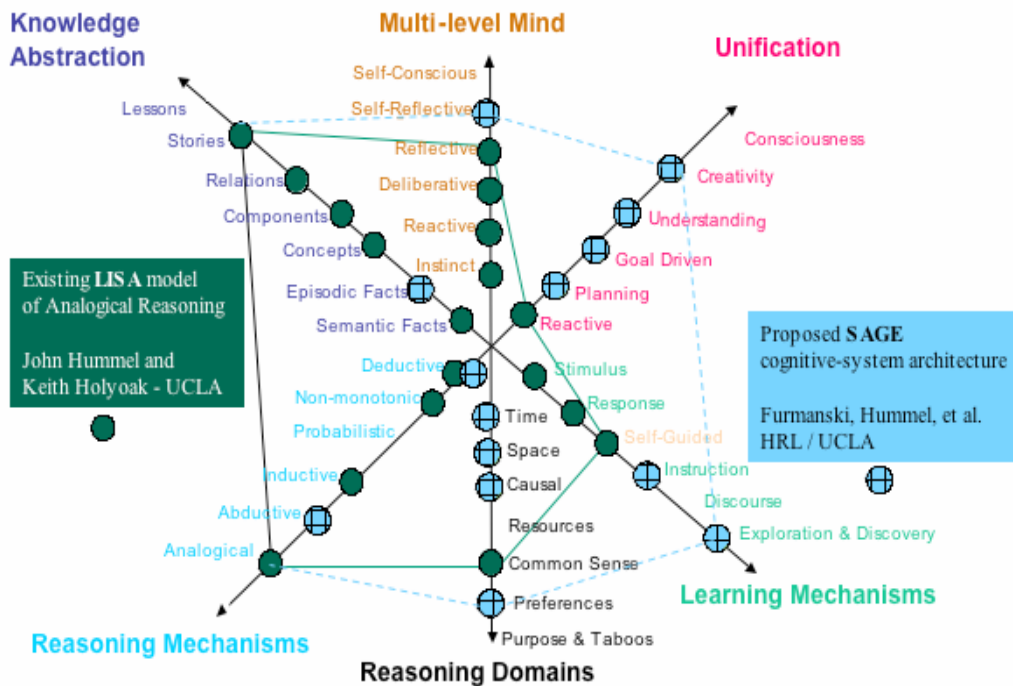 Knowledge
Abstraction
Multi-level Mind
Unification
Self-Conscious
Lessons
Self-Reflective
Stories
Consciousness
Reflective
Creativity
Relations
Deliberative
Components
Understanding
Reactive
Concepts
Goal Driven
Instinct
Existing LISA model
of Analogical Reasoning
John Hummel and
Keith Holyoak - UCLA
Episodic Facts
Planning
Semantic Facts
Reactive
Proposed SAGE
cognitive-system architecture
Furmanski, Hummel, et al.
HRL / UCLA
Deductive
Stimulus
Non-monotonic
Response
Time
Probabilistic
Self-Guided
Space
Inductive
Instruction
Causal
Discourse
Abductive
Resources
Exploration & Discovery
Analogical
Common Sense
Learning Mechanisms
Preferences
Reasoning Mechanisms
Purpose & Taboos
Reasoning Domains